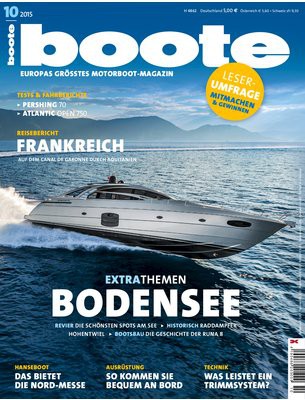 H 4862 Deutschland 5,00 €
10 2015
boote
boote
EUROPAS GRÖSSTES MOTORBOOT-MAGAZIN
LESER-
UMFRAGE
MITMACHEN
& GEWINNEN
TESTS & FAHRBERICHTE
▸ PERSHING 70
▸ ATLANTIC OPEN 750
REISEBERICHT
FRANKREICH
AUF DEM CANAL DE GARONNE DURCH AQUITANIEN
EXTRATHEMEN
BODENSEE
REVIER DIE SCHÖNSTEN SPOTS AM SEE ▸ HISTORISCH RADDAMPFER
HOHENTWIEL ▸ BOOTSBAU DIE GESCHICHTE DER RUNA 8
HANSEBOOT
DAS BIETET
DIE NORD-MESSE
AUSRÜSTUNG
SO KOMMEN SIE
BEQUEM AN BORD
TECHNIK
WAS LEISTET EIN
TRIMMSYSTEM?